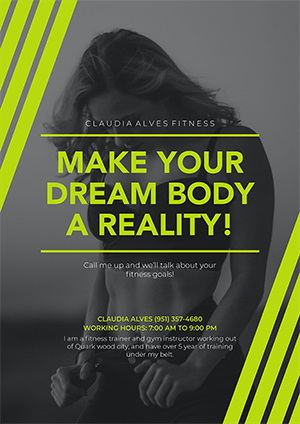 CLAUDIA ALVES FITNESS
MAKE YOUR
DREAM BODY
A REALITY!
Call me up and we'll talk about your
fitness goals!
CLAUDIA ALVES (951) 357-4680
WORKING HOURS: 7:00 AM TO 9:00 PM
I am a fitness trainer and gym instructor working out
of Quark wood city, and have over 5 year of training
under my belt.